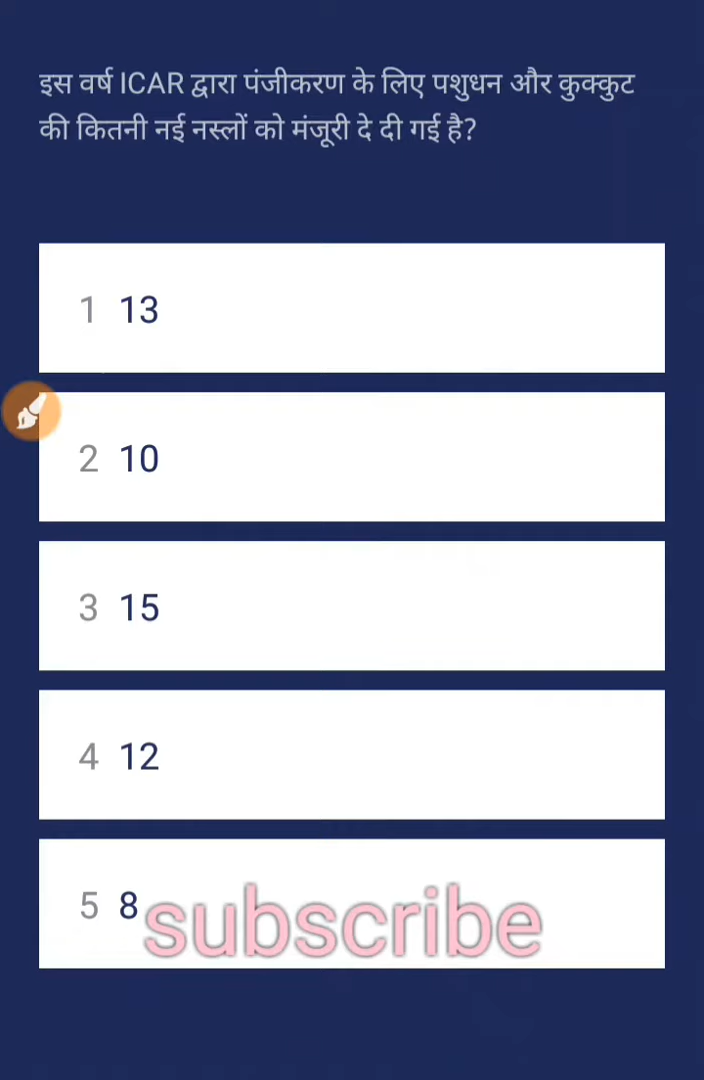 इस वर्ष ICAR द्वारा पंजीकरण के लिए पशुधन और कुक्कुट
की कितनी नई नस्लों को मंजूरी दे दी गई है?
1 13
2 10
3 15
4 12
5 8
subscribe